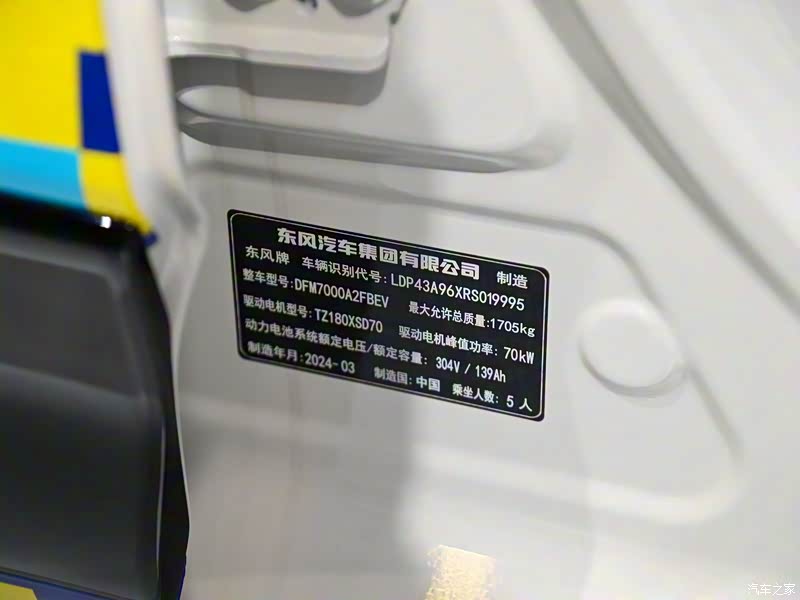 东风汽车集团有限公司 制造
东风牌 车辆识别代号:LDP43A96XRS019995
整车型号:DFM7000A2FBEV 最大允许总质量:1705kg
驱动电机型号:TZ180XSD70 驱动电机峰值功率:70kW
动力电池系统额定电压/额定容量:304V/139Ah
制造年月:2024-03 制造国:中国 乘坐人数:5人
汽车之家